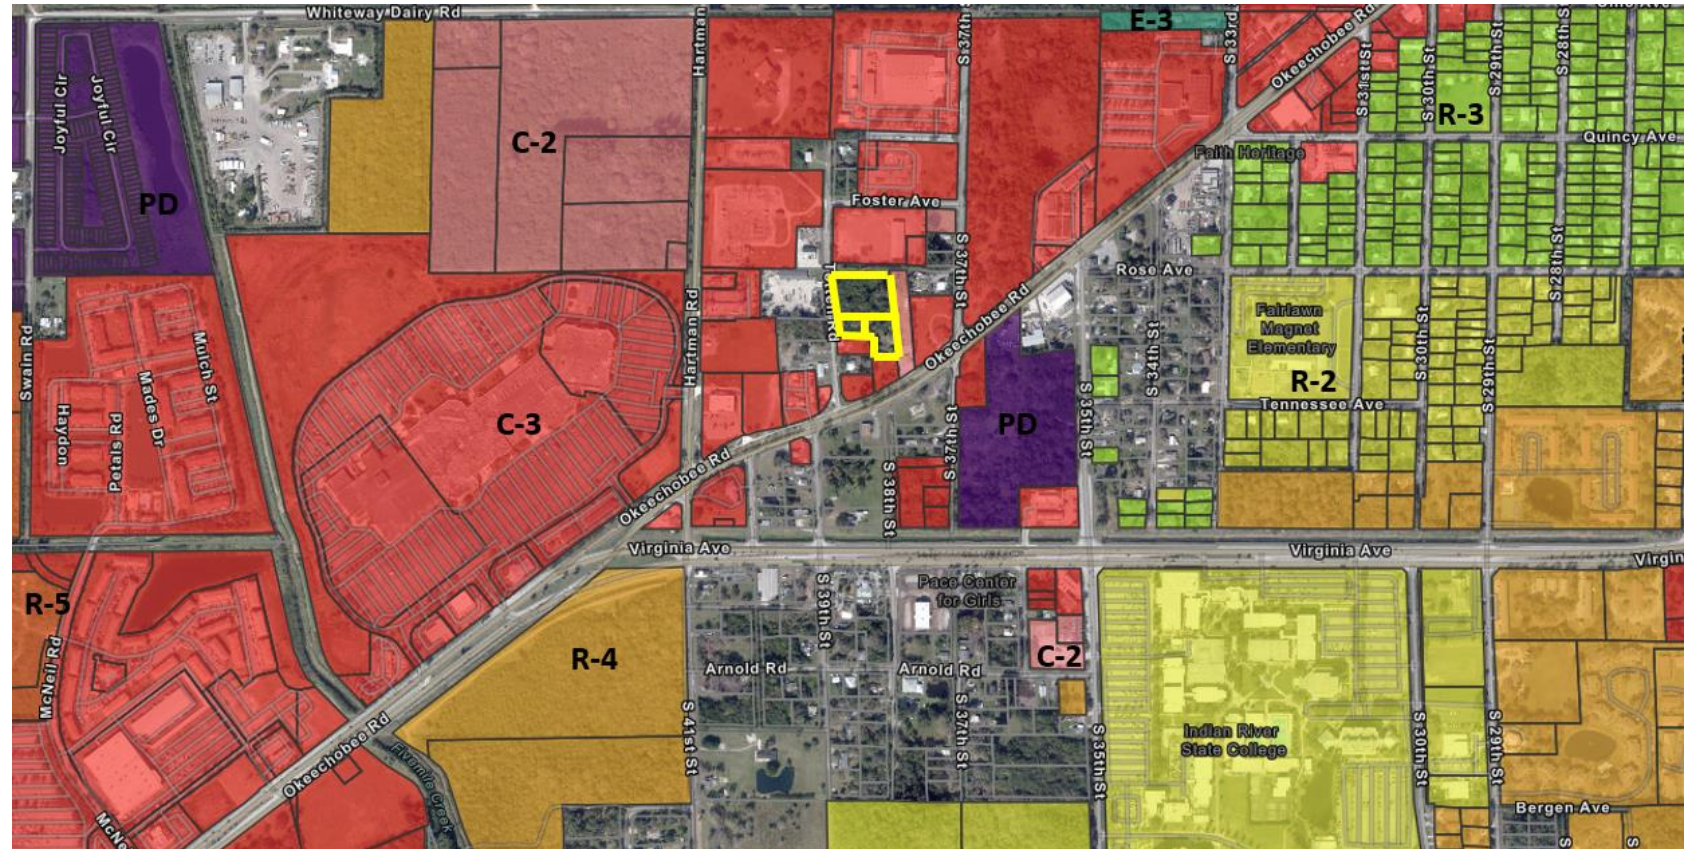 Whiteway Dairy Rd
Hartman
S 37th S
E-3
S 33rd
Okeechobee Rd
S 31st St
S 30th St
S 29th St
S 28th St
Joyful Cir
Joyful Cir
C-2
R-3
Quincy Ave
Faith Heritage
PD
Foster Ave
S 37th St
Rose Ave
S 28th St
Okeechobee Rd
Hartman Rd
Swain Rd
Mulch St
Mades Dr
Haydon
Petals Rd
Fairlawn
Magnet
Elementary
R-2
S 30th St
S 29th St
S 34th St
S 35th St
Tennessee Ave
C-3
PD
S 37th St
S 38th St
Okeechobee Rd
Virginia Ave
Virginia Ave
Virgin
R-5
McNeil Rd
R-4
S 39th St
Pace Center
for Girls
Arnold Rd
Arnold Rd
C-2
S 41st St
S 37th St
S 35th St
Indian River
State College
S 30th St
S 29th St
Okeechobee Rd
Fivemile Creek
McNe
Bergen Ave
S
S